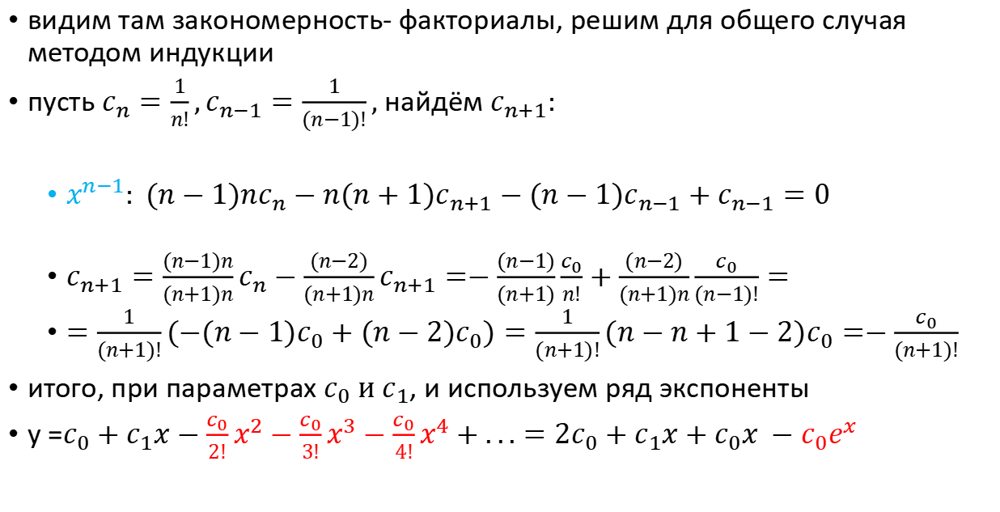 • видим там закономерность- факториалы, решим для общего случая
методом индукции
• пусть $c_n = \frac{1}{n!}, c_{n-1} = \frac{1}{(n-1)!}$, найдём $c_{n+1}$:
• $x^{n-1}$: $(n-1)nc_n - n(n+1)c_{n+1} - (n-1)c_{n-1} + c_{n-1} = 0$
• $c_{n+1} = \frac{(n-1)n}{(n+1)n}c_n - \frac{(n-2)}{(n+1)n}c_{n+1} = -\frac{(n-1)}{(n+1)}\frac{c_0}{n!} + \frac{(n-2)}{(n+1)n}\frac{c_0}{(n-1)!} =$
• $= \frac{1}{(n+1)!}(-(n-1)c_0 + (n-2)c_0) = \frac{1}{(n+1)!}(n-n+1-2)c_0 = -\frac{c_0}{(n+1)!}$
• итого, при параметрах $c_0$ и $c_1$, и используем ряд экспоненты
• y =$c_0 + c_1x - \frac{c_0}{2!}x^2 - \frac{c_0}{3!}x^3 - \frac{c_0}{4!}x^4 + \ldots = 2c_0 + c_1x + c_0x - c_0e^x$